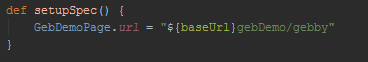 def setupSpec() {
    GebDemoPage.url = "${baseUrl}gebDemo/gebby"
}